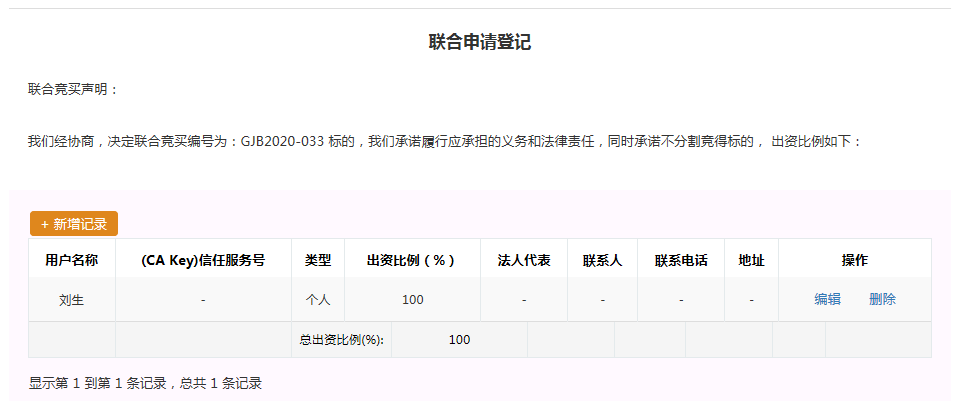 联合申请登记
联合竞买声明：
我们经协商，决定联合竞买编号为：GJB2020-033 标的，我们承诺履行应承担的义务和法律责任，同时承诺不分割竞得标的， 出资比例如下：
+ 新增记录
用户名称 (CA Key)信任服务号 类型 出资比例（%） 法人代表 联系人 联系电话 地址 操作
刘生 - 个人 100 - - - - 编辑 删除
总出资比例(%): 100
显示第 1 到第 1 条记录，总共 1 条记录